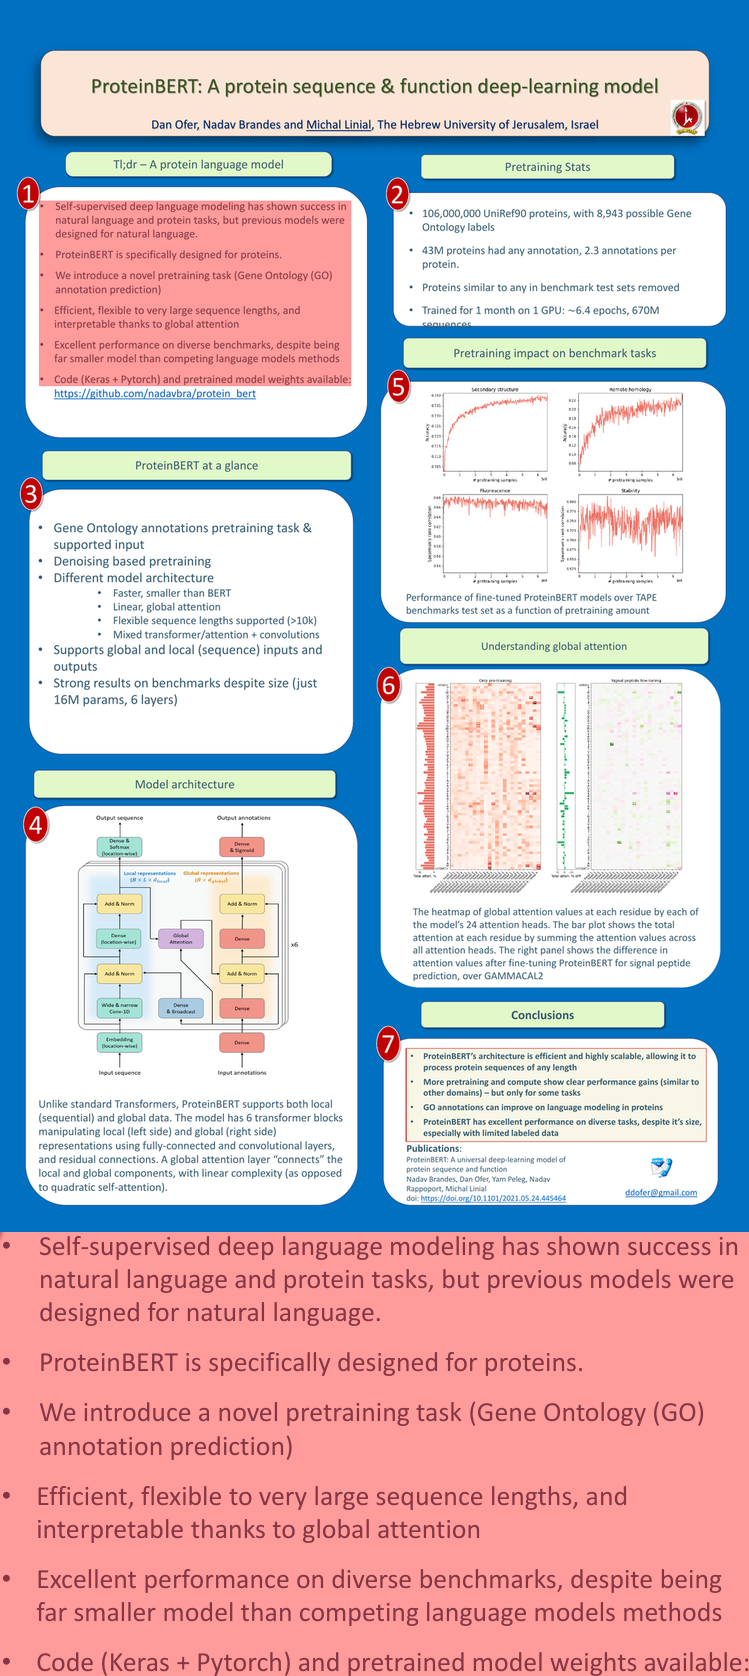 ProteinBERT: A protein sequence & function deep-learning model
Dan Ofer, Nadav Brandes and Michal Linial, The Hebrew University of Jerusalem, Israel
Tl;dr – A protein language model
1
• Self-supervised deep language modeling has shown success in
natural language and protein tasks, but previous models were
designed for natural language.
• ProteinBERT is specifically designed for proteins.
• We introduce a novel pretraining task (Gene Ontology (GO)
annotation prediction)
• Efficient, flexible to very large sequence lengths, and
interpretable thanks to global attention
• Excellent performance on diverse benchmarks, despite being
far smaller model than competing language models methods
• Code (Keras + Pytorch) and pretrained model weights available:
https://github.com/nadavbra/protein_bert
Pretraining Stats
2
• 106,000,000 UniRef90 proteins, with 8,943 possible Gene
Ontology labels
• 43M proteins had any annotation, 2.3 annotations per
protein.
• Proteins similar to any in benchmark test sets removed
• Trained for 1 month on 1 GPU: ~6.4 epochs, 670M
sequences
ProteinBERT at a glance
3
• Gene Ontology annotations pretraining task &
supported input
• Denoising based pretraining
• Different model architecture
• Faster, smaller than BERT
• Linear, global attention
• Flexible sequence lengths supported (>10k)
• Mixed transformer/attention + convolutions
• Supports global and local (sequence) inputs and
outputs
• Strong results on benchmarks despite size (just
16M params, 6 layers)
Model architecture
4
Output sequence
Output annotations
Dense &
Softmax
(location-wise)
Dense
& Sigmoid
Local representations
Global representations
Add & Norm
Add & Norm
Dense
(location-wise)
Global
Attention
Dense
x6
Add & Norm
Add & Norm
Wide & narrow
Conv-1D
Dense
& Broadcast
Dense
Embedding
(location-wise)
Dense
Input sequence
Input annotations
Unlike standard Transformers, ProteinBERT supports both local
(sequential) and global data. The model has 6 transformer blocks
manipulating local (left side) and global (right side)
representations using fully-connected and convolutional layers,
and residual connections. A global attention layer “connects” the
local and global components, with linear complexity (as opposed
to quadratic self-attention).
Pretraining impact on benchmark tasks
5
Secondary structure
Remote homology
Accuracy
Accuracy
# pretraining samples
# pretraining samples
Fluorescence
Stability
Spearman's rank correlation
Spearman's rank correlation
# pretraining samples
# pretraining samples
Performance of fine-tuned ProteinBERT models over TAPE
benchmarks test set as a function of pretraining amount
Understanding global attention
6
Only pre-training
Signal peptide fine-tuning
Total atten. %
Total atten. % diff
The heatmap of global attention values at each residue by each of
the model's 24 attention heads. The bar plot shows the total
attention at each residue by summing the attention values across
all attention heads. The right panel shows the difference in
attention values after fine-tuning ProteinBERT for signal peptide
prediction, over GAMMACAL2
Conclusions
7
• ProteinBERT's architecture is efficient and highly scalable, allowing it to
process protein sequences of any length
• More pretraining and compute show clear performance gains (similar to
other domains) – but only for some tasks
• GO annotations can improve on language modeling in proteins
• ProteinBERT has excellent performance on diverse tasks, despite it's size,
especially with limited labeled data
Publications:
ProteinBERT: A universal deep-learning model of
protein sequence and function
Nadav Brandes, Dan Ofer, Yam Peleg, Nadav
Rappoport, Michal Linial
doi: https://doi.org/10.1101/2021.05.24.445464
ddofer@gmail.com
• Self-supervised deep language modeling has shown success in
natural language and protein tasks, but previous models were
designed for natural language.
• ProteinBERT is specifically designed for proteins.
• We introduce a novel pretraining task (Gene Ontology (GO)
annotation prediction)
• Efficient, flexible to very large sequence lengths, and
interpretable thanks to global attention
• Excellent performance on diverse benchmarks, despite being
far smaller model than competing language models methods
• Code (Keras + Pytorch) and pretrained model weights available: